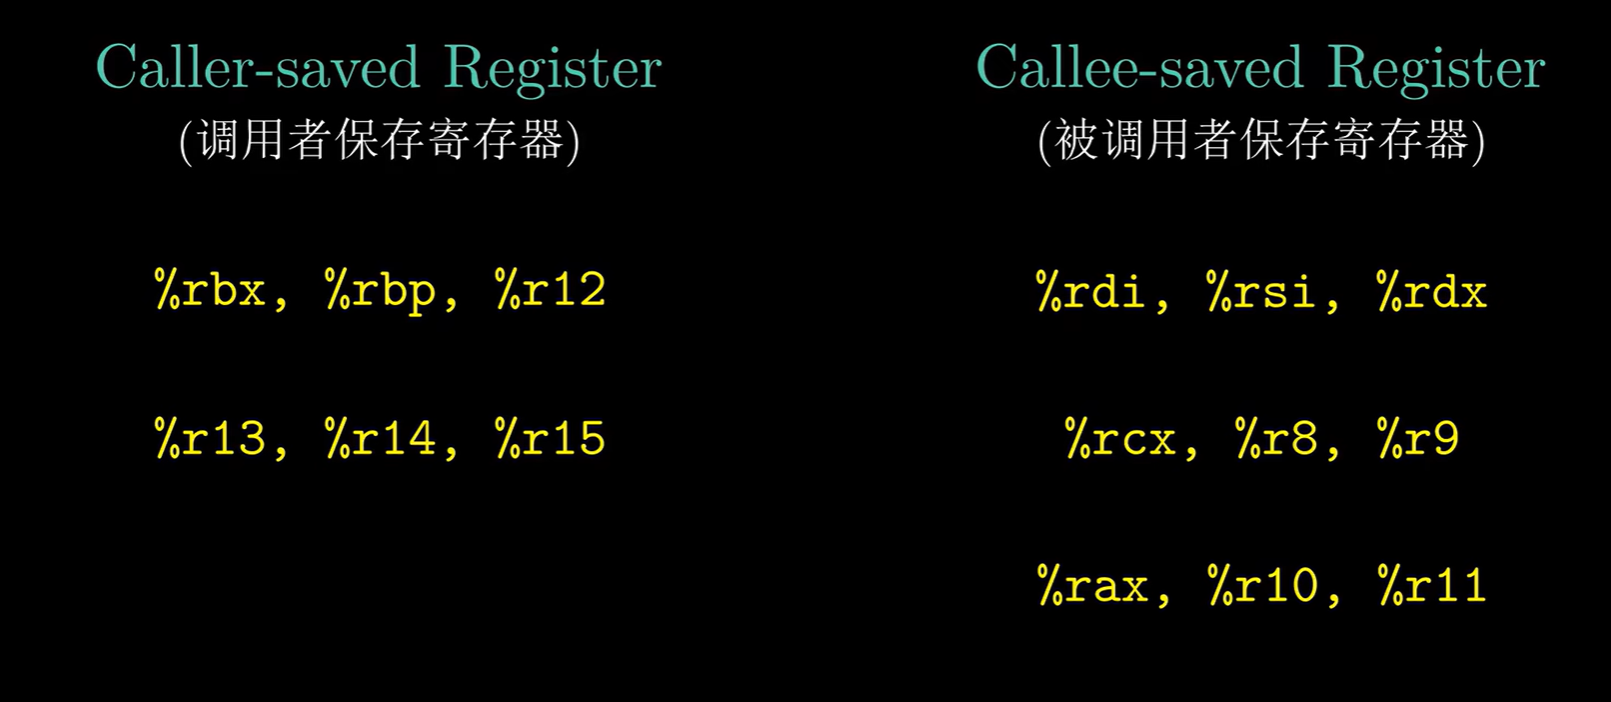 Caller-saved Register
(调用者保存寄存器)
%rbx, %rbp, %r12
%r13, %r14, %r15
Callee-saved Register
(被调用者保存寄存器)
%rdi, %rsi, %rdx
%rcx, %r8, %r9
%rax, %r10, %r11